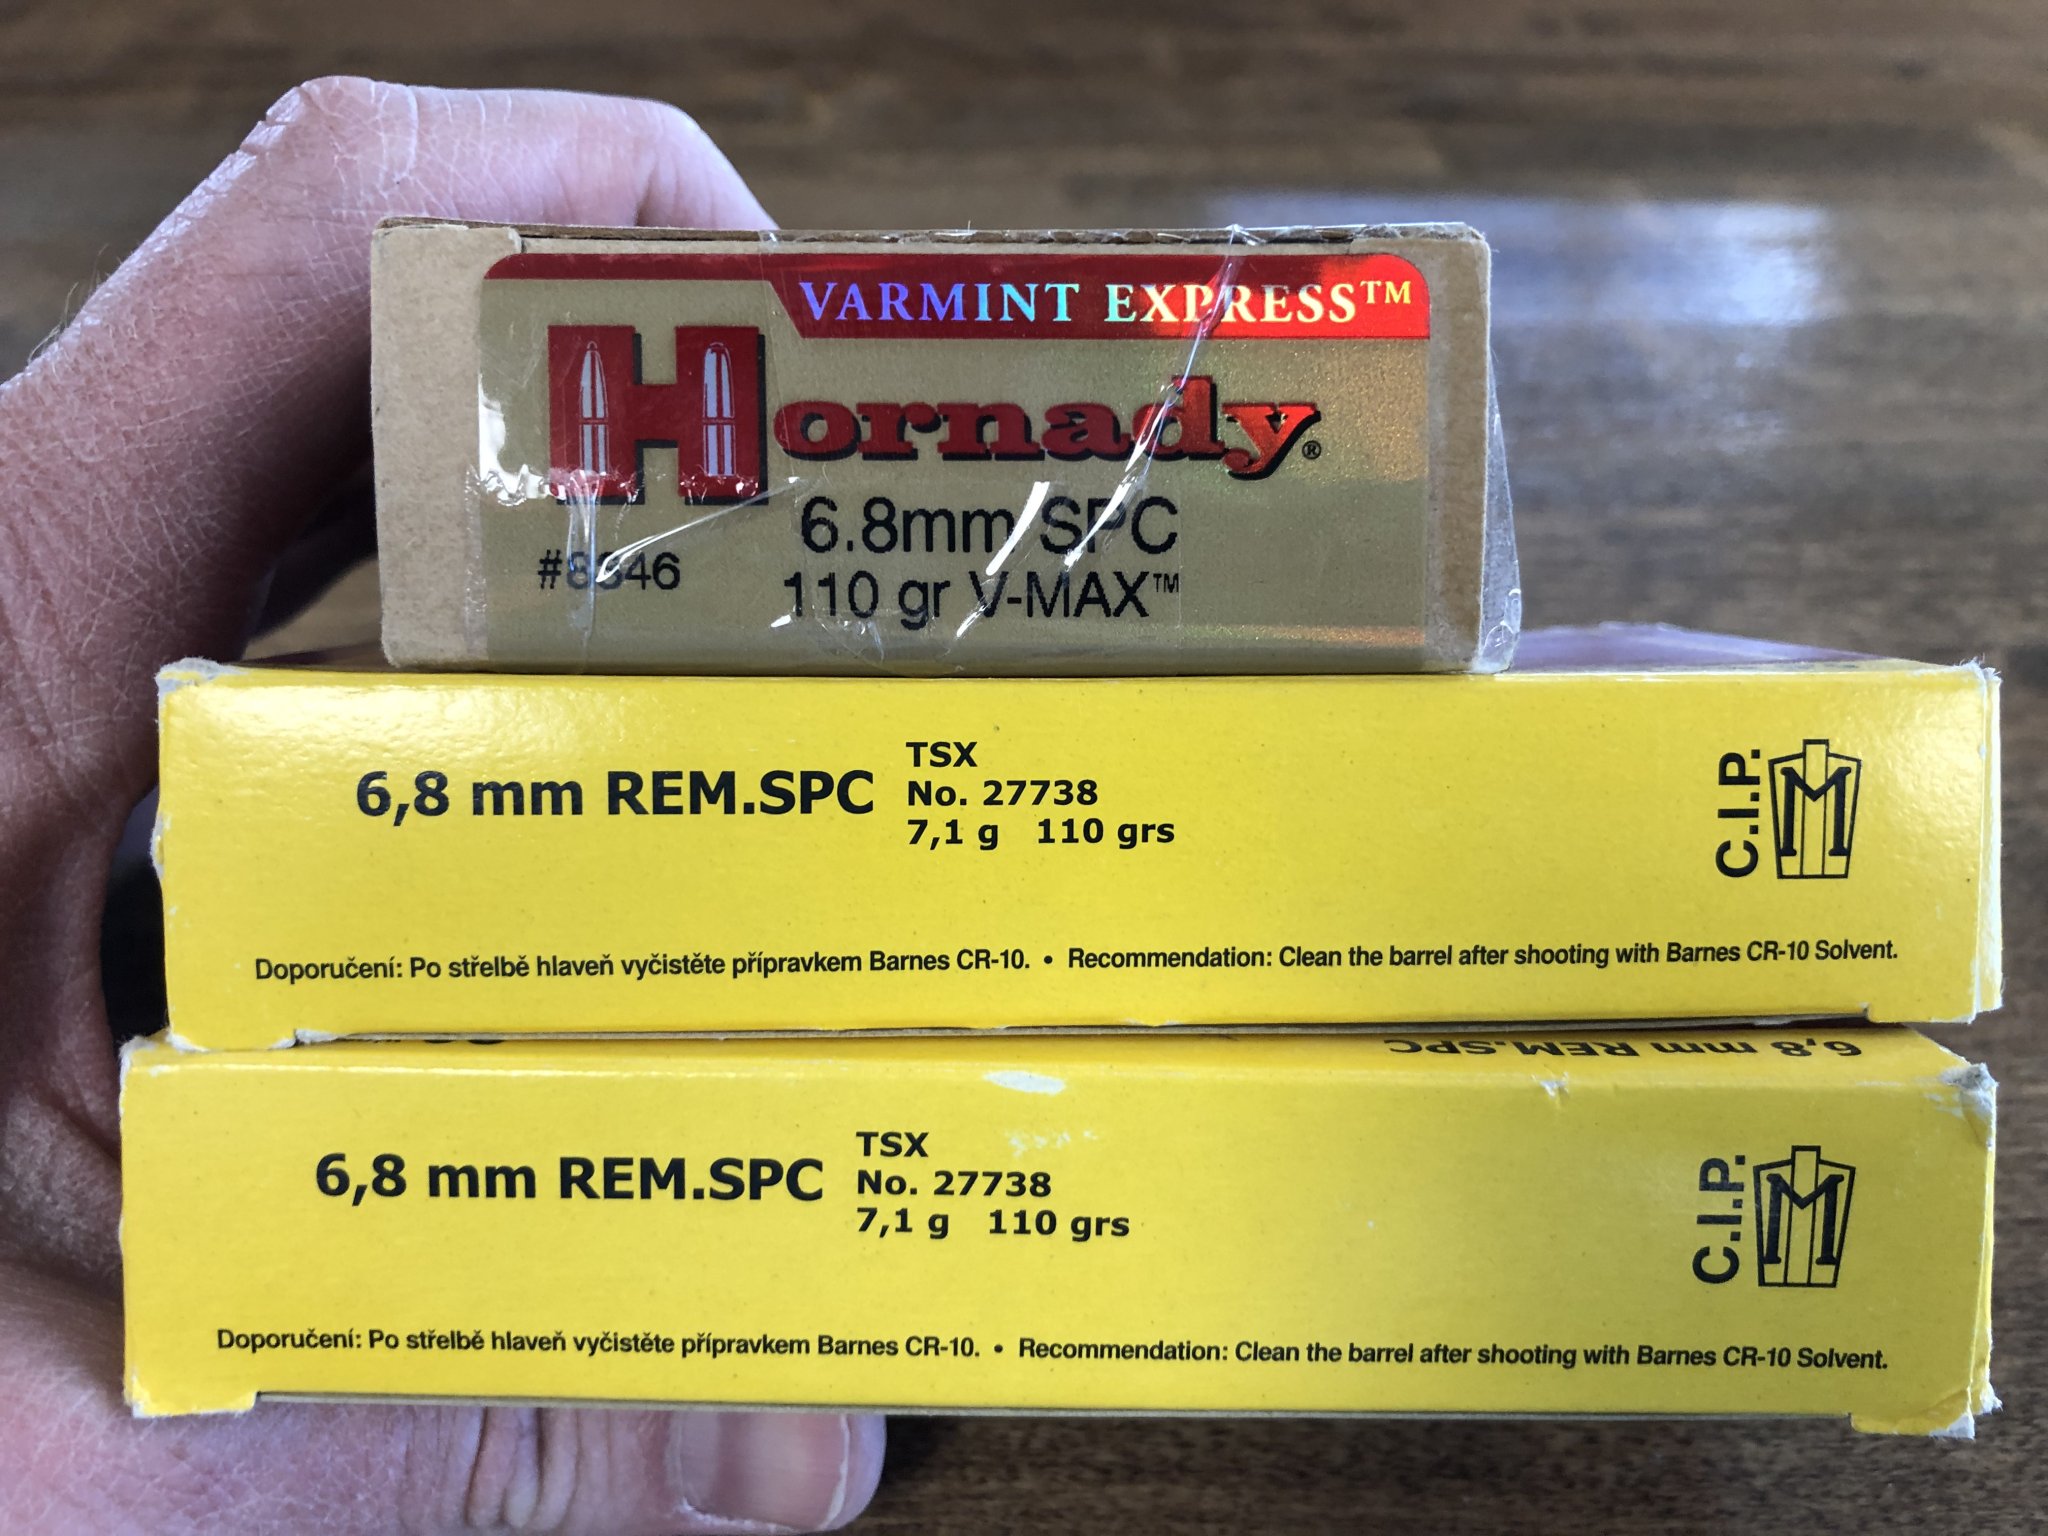 VARMINT EXPRESS™
Hornady®
6.8mm SPC
#8346
110 gr V-MAX™
TSX
6,8 mm REM.SPC
No. 27738
7,1 g 110 grs
C.I.P.
M
Doporučení: Po střelbě hlaveň vyčistěte přípravkem Barnes CR-10. • Recommendation: Clean the barrel after shooting with Barnes CR-10 Solvent.
6,8 mm REM.SPC
TSX
6,8 mm REM.SPC
No. 27738
7,1 g 110 grs
C.I.P.
M
Doporučení: Po střelbě hlaveň vyčistěte přípravkem Barnes CR-10. • Recommendation: Clean the barrel after shooting with Barnes CR-10 Solvent.